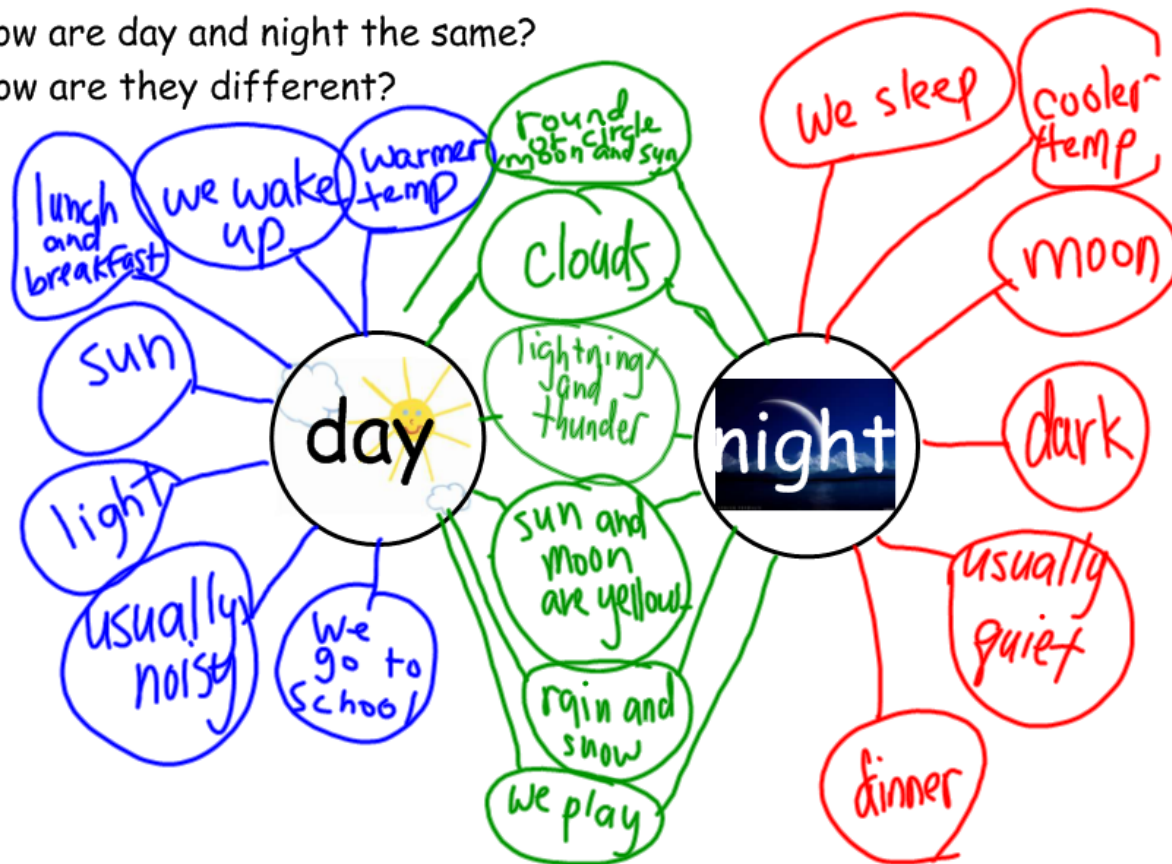 ow are day and night the same?
ow are they different?
lunch
and
breakfast
we wake
up
warmer
temp
sun
light
usually
noisy
we
go to
school
day
round
or circle
moon and sun
clouds
lightning
and
thunder
sun and
moon
are yellow
rain and
snow
we play
night
we sleep
cooler
temp
moon
dark
usually
quiet
dinner